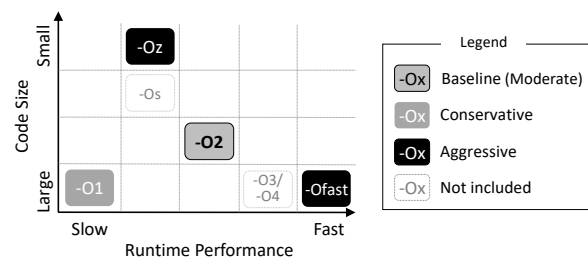 Small
Code Size
Large
-Oz
-Os
-O2
-O1
-O3/
-O4
-Ofast
Slow
Fast
Runtime Performance
Legend
-Ox Baseline (Moderate)
-Ox Conservative
-Ox Aggressive
-Ox Not included